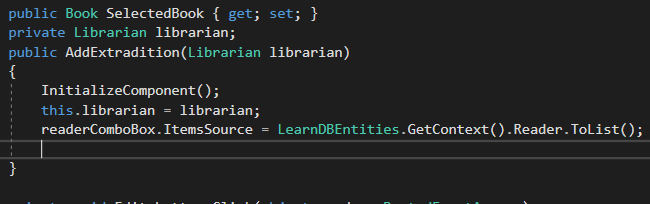 public Book SelectedBook { get; set; }
private Librarian librarian;
public AddExtradition(Librarian librarian)
{
InitializeComponent();
this.librarian = librarian;
readerComboBox.ItemsSource = LearnDBEntities.GetContext().Reader.ToList();
}